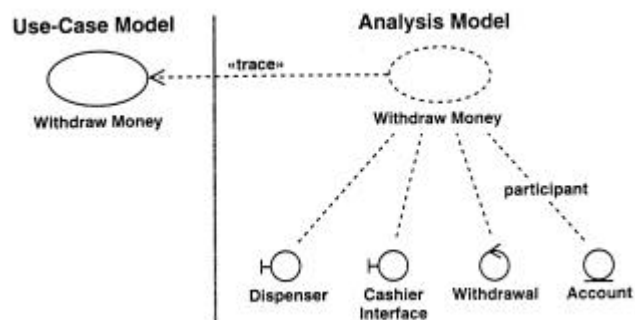 Use-Case Model
Analysis Model
«trace»
Withdraw Money
Withdraw Money
participant
Dispenser
Cashier
Interface
Withdrawal
Account